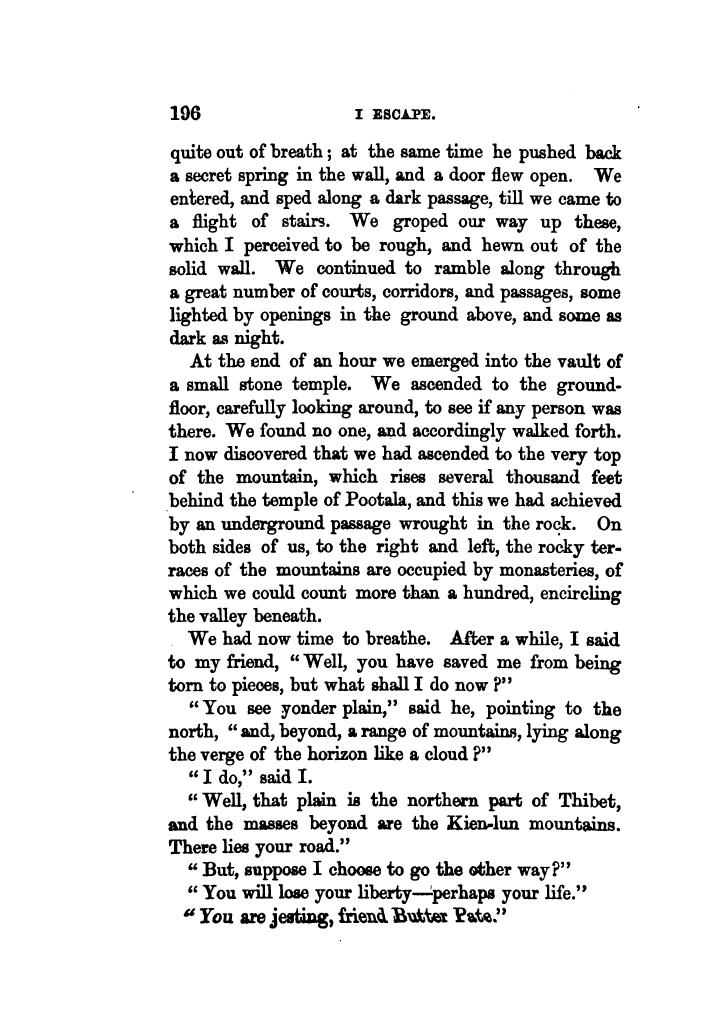 196 I ESCAPE.
quite out of breath; at the same time he pushed back
a secret spring in the wall, and a door flew open. We
entered, and sped along a dark passage, till we came to
a flight of stairs. We groped our way up these,
which I perceived to be rough, and hewn out of the
solid wall. We continued to ramble along through
a great number of courts, corridors, and passages, some
lighted by openings in the ground above, and some as
dark as night.
At the end of an hour we emerged into the vault of
a small stone temple. We ascended to the ground-
floor, carefully looking around, to see if any person was
there. We found no one, and accordingly walked forth.
I now discovered that we had ascended to the very top
of the mountain, which rises several thousand feet
behind the temple of Pootala, and this we had achieved
by an underground passage wrought in the rock. On
both sides of us, to the right and left, the rocky ter-
races of the mountains are occupied by monasteries, of
which we could count more than a hundred, encircling
the valley beneath.
We had now time to breathe. After a while, I said
to my friend, "Well, you have saved me from being
torn to pieces, but what shall I do now?"
"You see yonder plain," said he, pointing to the
north, "and, beyond, a range of mountains, lying along
the verge of the horizon like a cloud?"
"I do," said I.
"Well, that plain is the northern part of Thibet,
and the masses beyond are the Kien-lun mountains.
There lies your road."
"But, suppose I choose to go the other way?"
"You will lose your liberty—perhaps your life."
"You are jesting, friend Butter Pate."